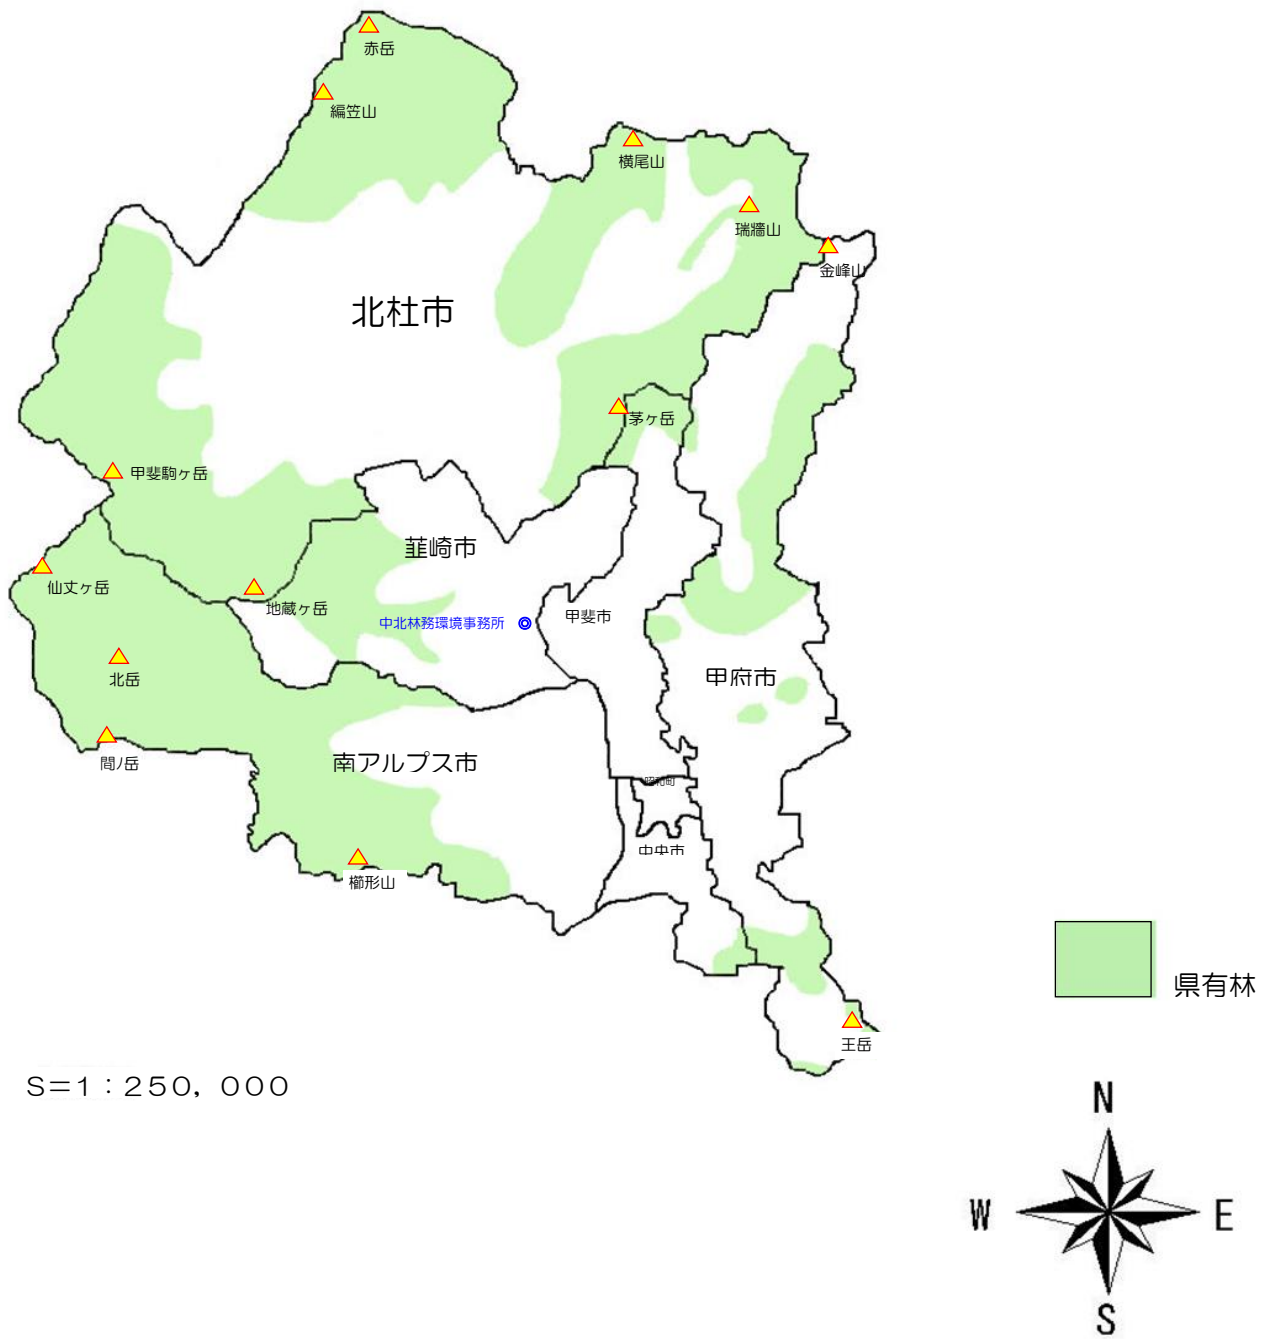 赤岳
編笠山
横尾山
瑞牆山
金峰山
北杜市
茅ヶ岳
甲斐駒ヶ岳
韮崎市
仙丈ヶ岳
地蔵ヶ岳
中北林務環境事務所
甲斐市
北岳
甲府市
間ノ岳
南アルプス市
昭和町
中央市
櫛形山
県有林
王岳
S=1：250，000
N
W
E
S